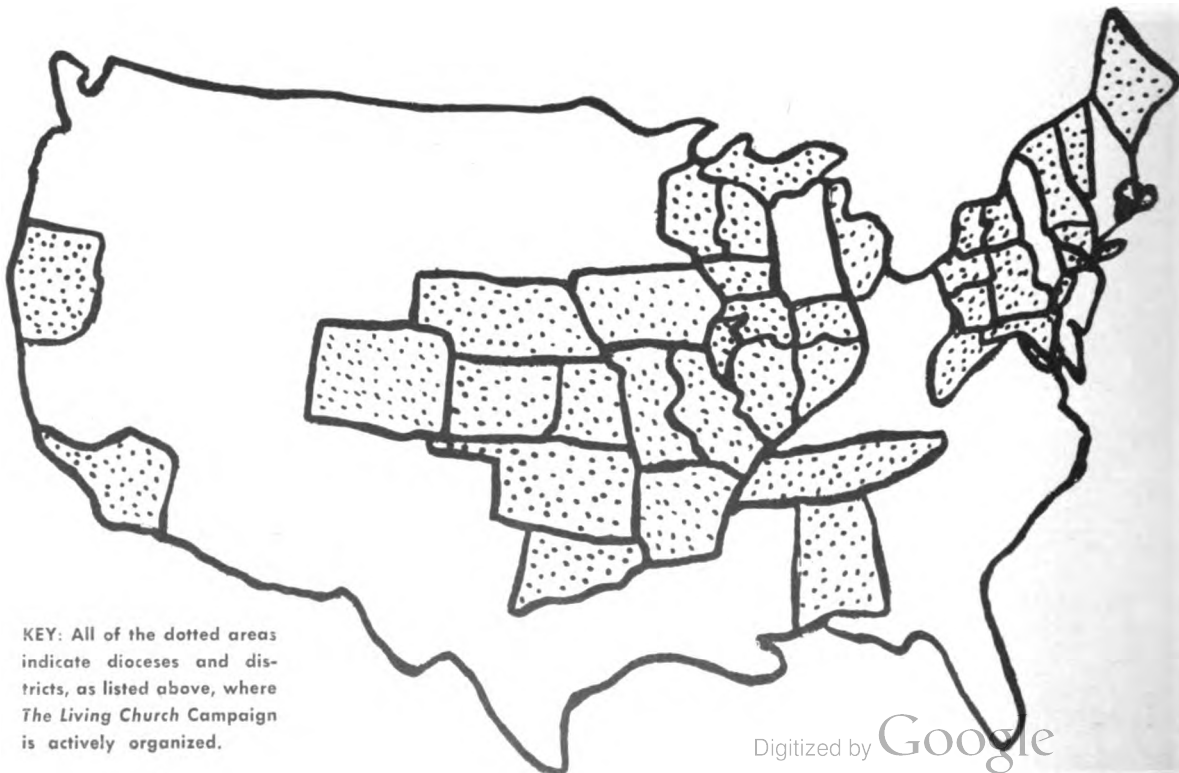 KEY: All of the dotted areas
indicate dioceses and dis-
tricts, as listed above, where
The Living Church Campaign
is actively organized.
Digitized by Google